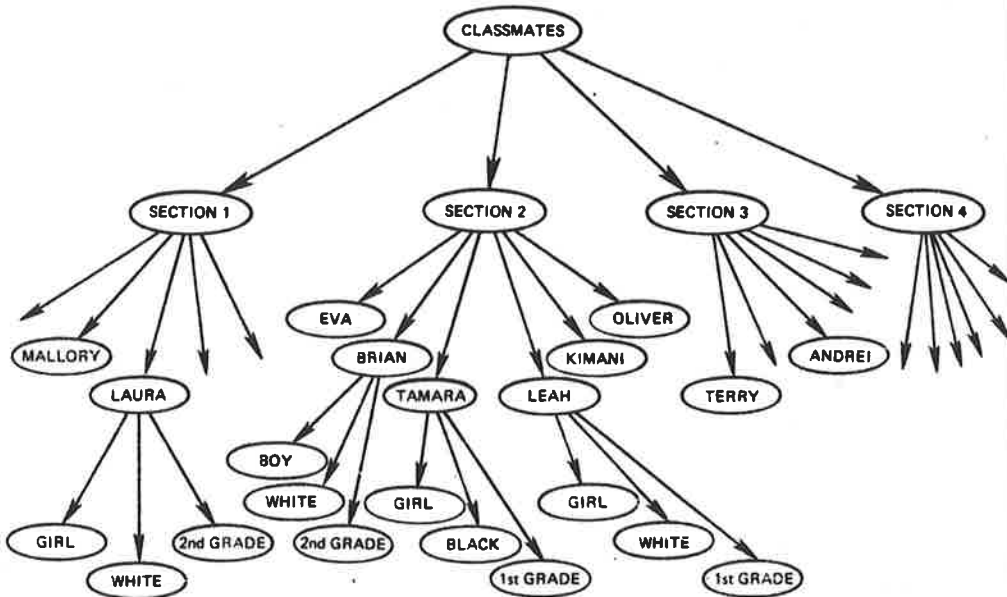 CLASSMATES
SECTION 1
SECTION 2
SECTION 3
SECTION 4
EVA
OLIVER
MALLORY
BRIAN
KIMANI
ANDREI
LAURA
TAMARA
LEAH
TERRY
BOY
WHITE
GIRL
GIRL
GIRL
2nd GRADE
2nd GRADE
BLACK
WHITE
WHITE
1st GRADE
1st GRADE